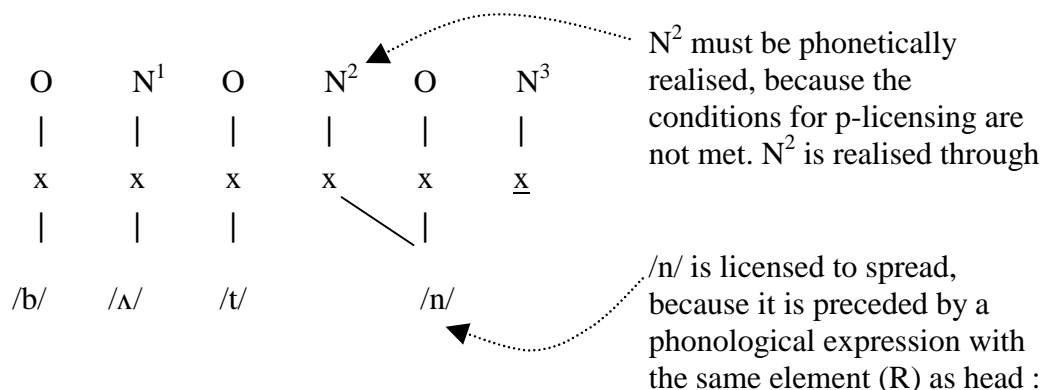 N² must be phonetically
realised, because the
conditions for p-licensing are
not met. N² is realised through
O N¹ O N² O N³
| | | | | |
x x x x x x
| | | |
/b/ /ʌ/ /t/ /n/
/n/ is licensed to spread,
because it is preceded by a
phonological expression with
the same element (R) as head :